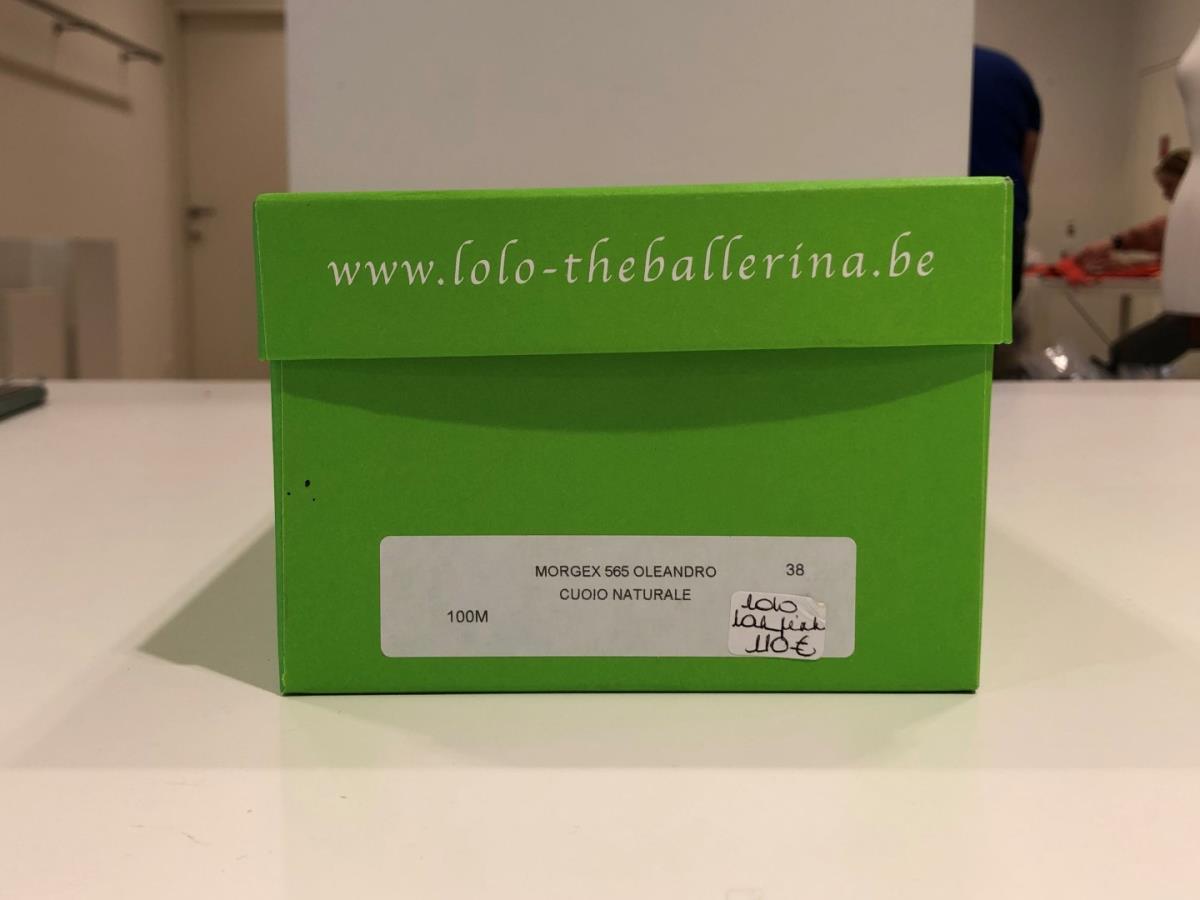 www.lolo-theballerina.be
MORGEX 565 OLEANDRO 38
CUOIO NATURALE
100M
lolo
110€